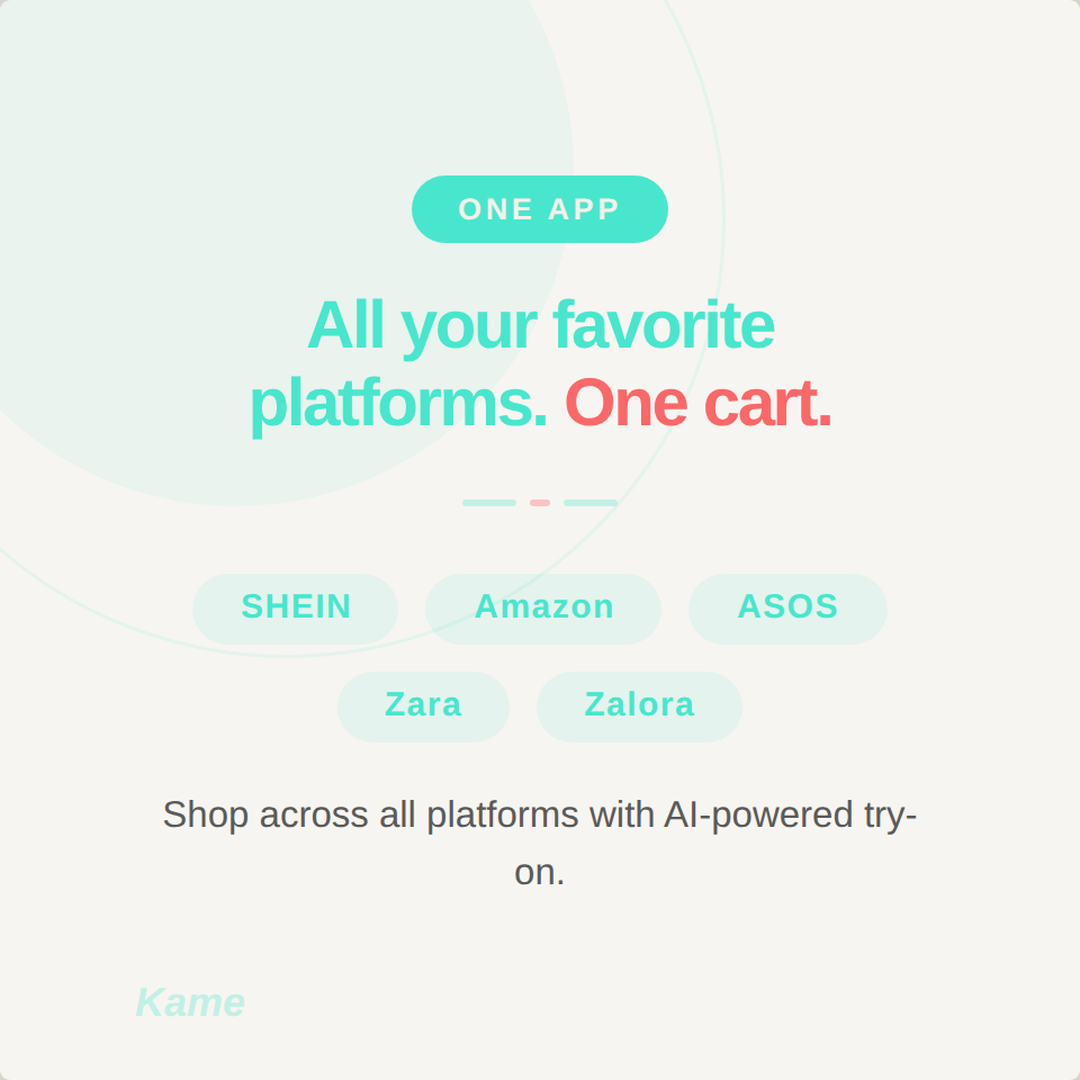 ONE APP
All your favorite
platforms. One cart.
SHEIN Amazon ASOS
Zara Zalora
Shop across all platforms with AI-powered try-
on.
Kame